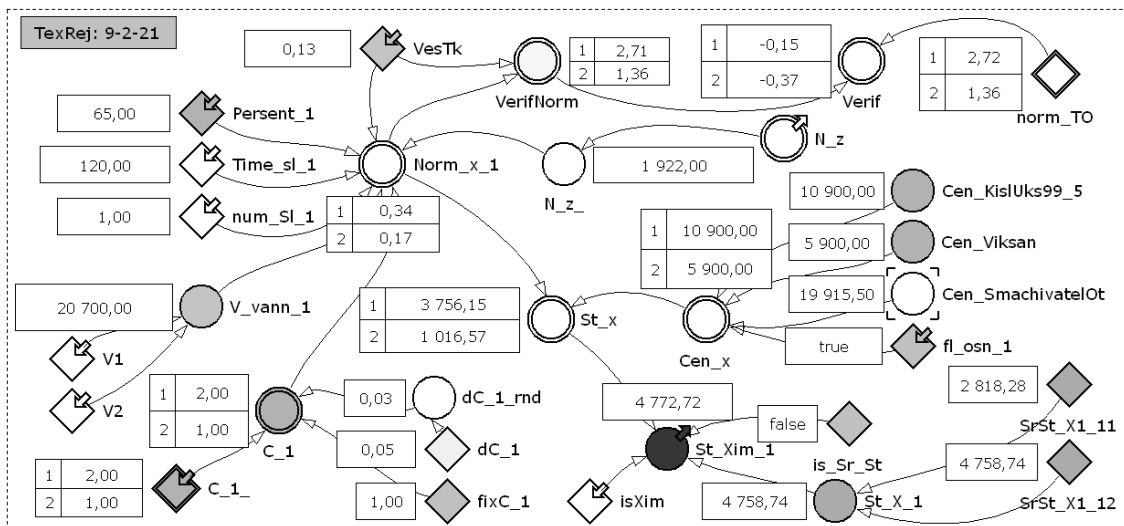 TexRej: 9-2-21
0,13
VesTk
1 2,71
2 1,36
VerifNorm
1 -0,15
2 -0,37
Verif
1 2,72
2 1,36
norm_TO
65,00
Persent_1
120,00
Time_sl_1
1,00
num_Sl_1
Norm_x_1
1 0,34
2 0,17
N_z_
1 922,00
N_z
10 900,00
Cen_KislUks99_5
5 900,00
Cen_Viksan
19 915,50
Cen_SmachivatelOt
true
fl_osn_1
1 10 900,00
2 5 900,00
Cen_x
20 700,00
V_vann_1
V1
V2
1 3 756,15
2 1 016,57
St_x
1 2,00
2 1,00
C_1
1 2,00
2 1,00
C_1_
0,03
dC_1_rnd
0,05
dC_1
1,00
fixC_1
4 772,72
St_Xim_1
false
is_Sr_St
isXim
4 758,74
St_X_1
2 818,28
SrSt_X1_11
4 758,74
SrSt_X1_12